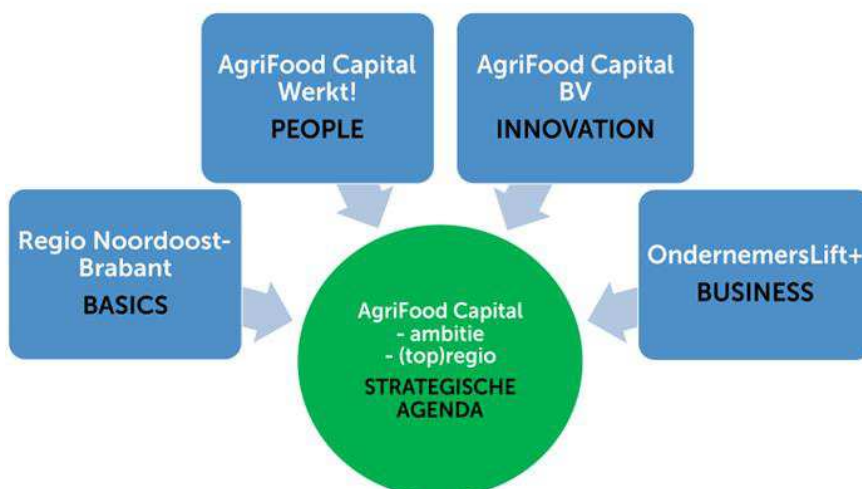 AgriFood Capital
Werkt!
PEOPLE
AgriFood Capital
BV
INNOVATION
Regio Noordoost-
Brabant
BASICS
OndernemersLift+
BUSINESS
AgriFood Capital
- ambitie
- (top)regio
STRATEGISCHE
AGENDA